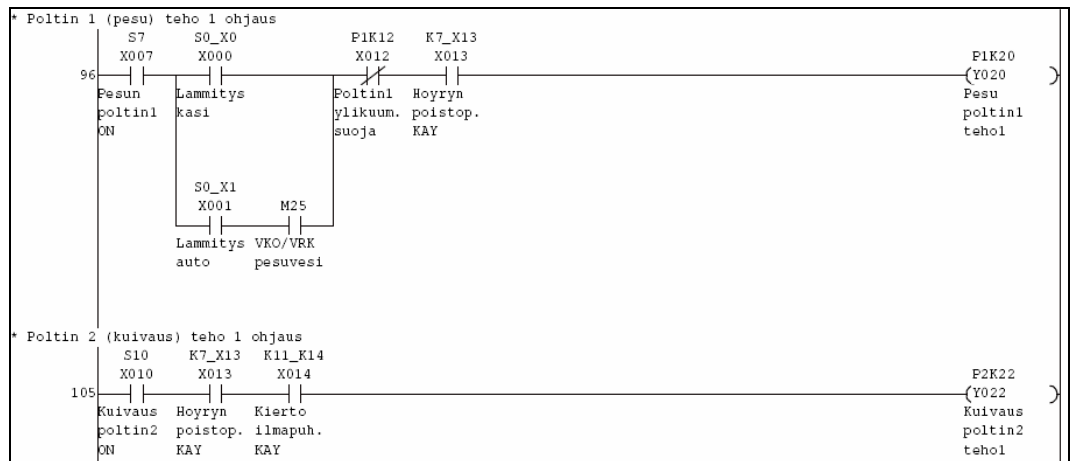 * Poltin 1 (pesu) teho 1 ohjaus
S7 S0_X0 P1K12 K7_X13
X007 X000 X012 X013 P1K20
96 Y020
Pesun Lammitys Poltin1 Hoyryn Pesu
poltin1 kasi ylikuum. poistop. poltin1
ON suoja KAY teho1
S0_X1
X001 M25
Lammitys VKO/VRK
auto pesuvesi
* Poltin 2 (kuivaus) teho 1 ohjaus
S10 K7_X13 K11_K14
X010 X013 X014 P2K22
105 Y022
Kuivaus Hoyryn Kierto Kuivaus
poltin2 poistop. ilmapuh. poltin2
ON KAY KAY teho1